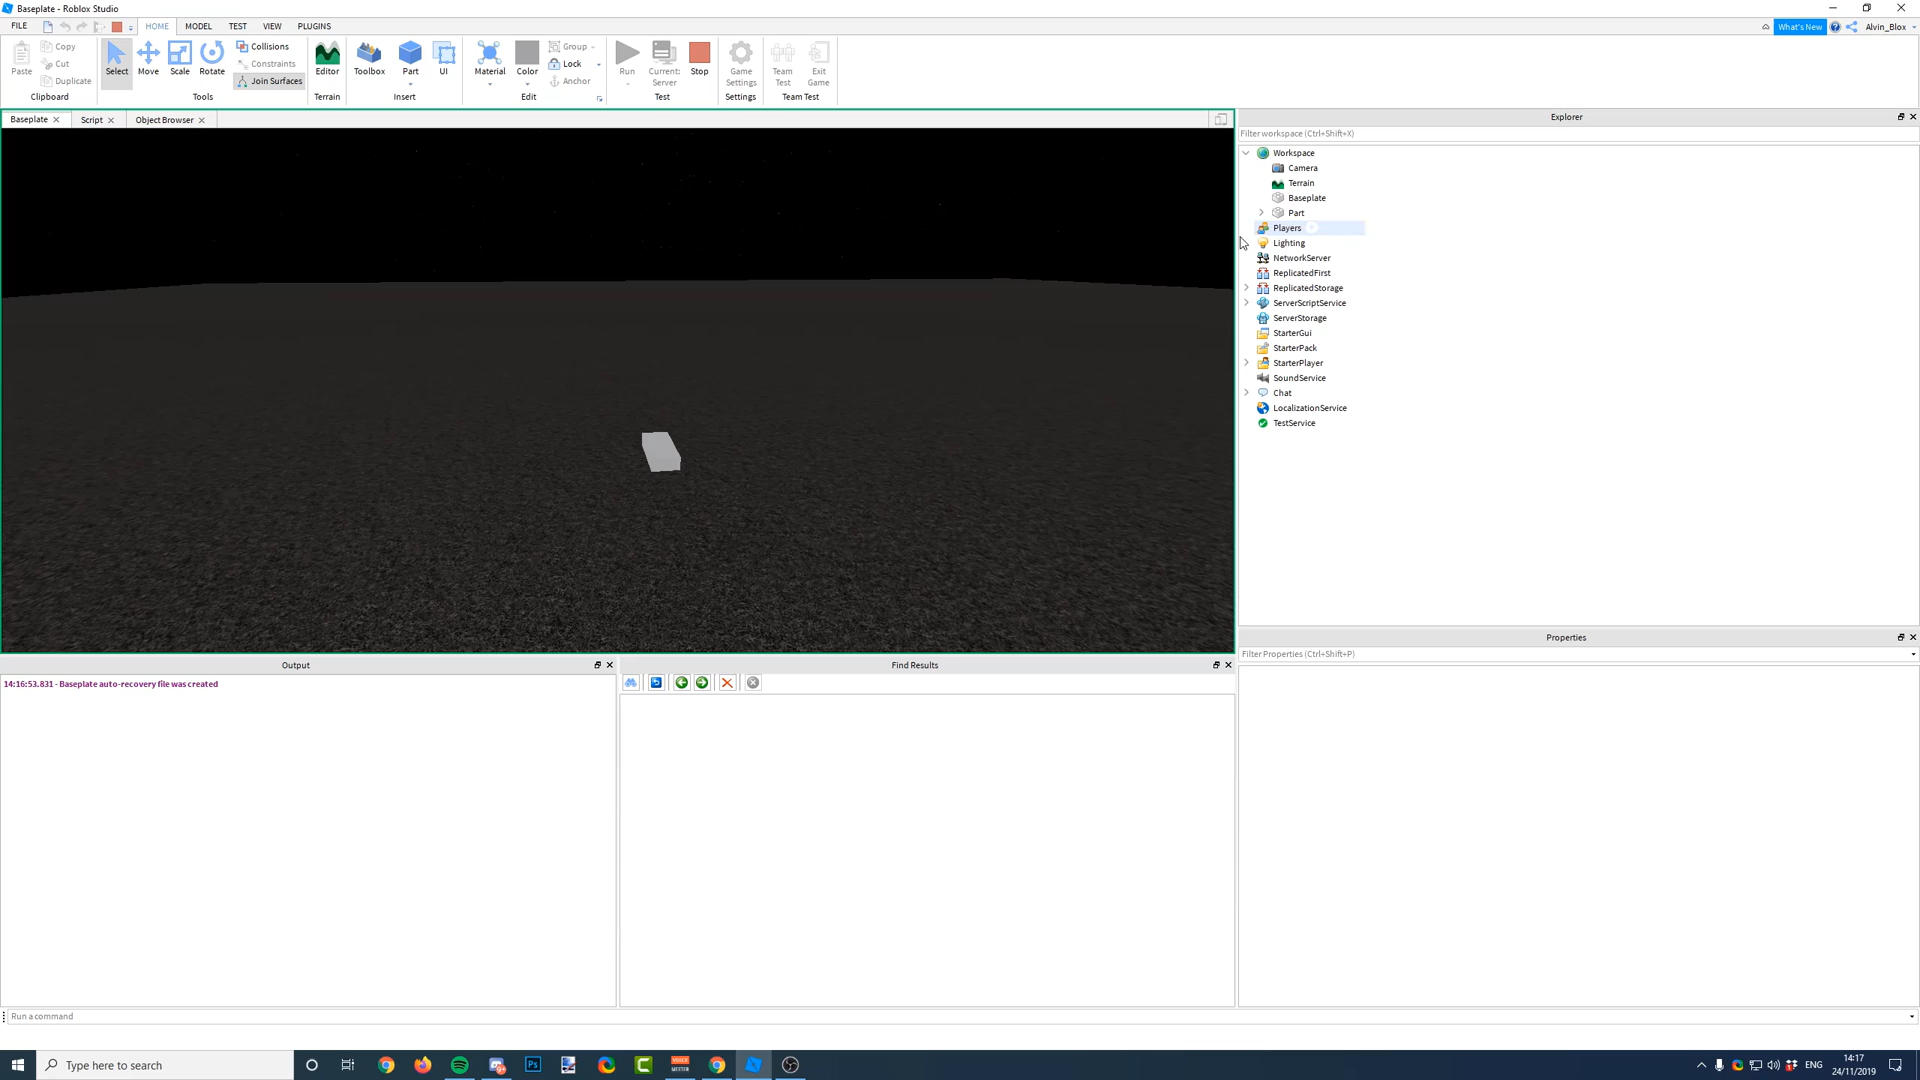 Baseplate - Roblox Studio
FILE HOME MODEL TEST VIEW PLUGINS What's New Alvin_Blox
Paste Copy Cut Duplicate Clipboard
Select Move Scale Rotate Collisions Constraints Join Surfaces Tools
Editor Terrain
Toolbox Part UI Insert
Material Color Group Lock Anchor Edit
Run Current: Server Stop Test
Game Settings Settings
Team Test Exit Game Team Test
Baseplate Script Object Browser
Explorer
Filter workspace (Ctrl+Shift+X)
Workspace
Camera
Terrain
Baseplate
Part
Players
Lighting
NetworkServer
ReplicatedFirst
ReplicatedStorage
ServerScriptService
ServerStorage
StarterGui
StarterPack
StarterPlayer
SoundService
Chat
LocalizationService
TestService
Properties
Filter Properties (Ctrl+Shift+P)
Output
14:16:53.831 - Baseplate auto-recovery file was created
Find Results
Run a command
Type here to search
Ps
VOICE
MEETER
ENG
14:17
24/11/2019